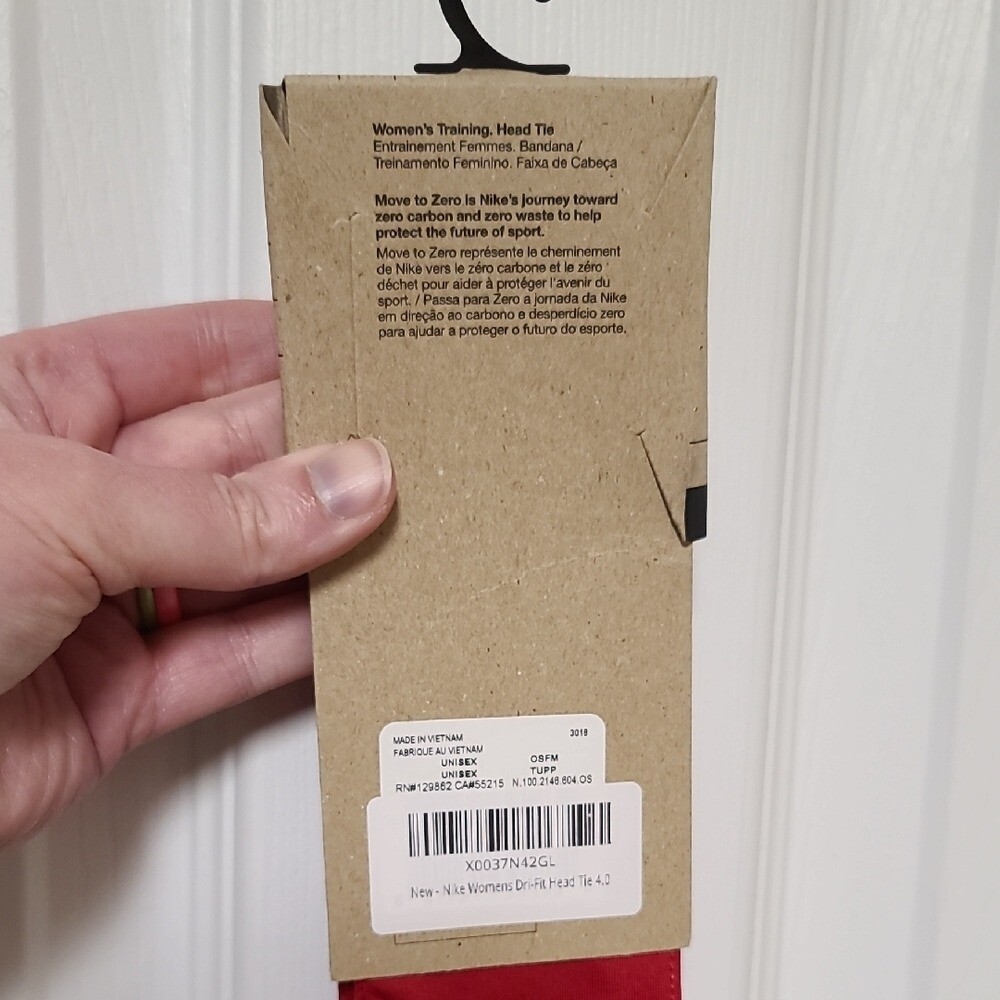 Women's Training. Head Tie
Entrainement Femmes. Bandana /
Treinamento Feminino. Faixa de Cabeça
Move to Zero is Nike's journey toward
zero carbon and zero waste to help
protect the future of sport.
Move to Zero représente le cheminement
de Nike vers le zéro carbone et le zéro
déchet pour aider à protéger l'avenir du
sport. / Passa para Zero a jornada da Nike
em direção ao carbono e desperdício zero
para ajudar a proteger o futuro do esporte.
MADE IN VIETNAM 3018
FABRIQUE AU VIETNAM
UNISEX OSFM
UNISEX TUPP
RN#129862 CA#55215 N.100.2148.604.OS
X0037N42GL
New - Nike Womens Dri-Fit Head Tie 4.0